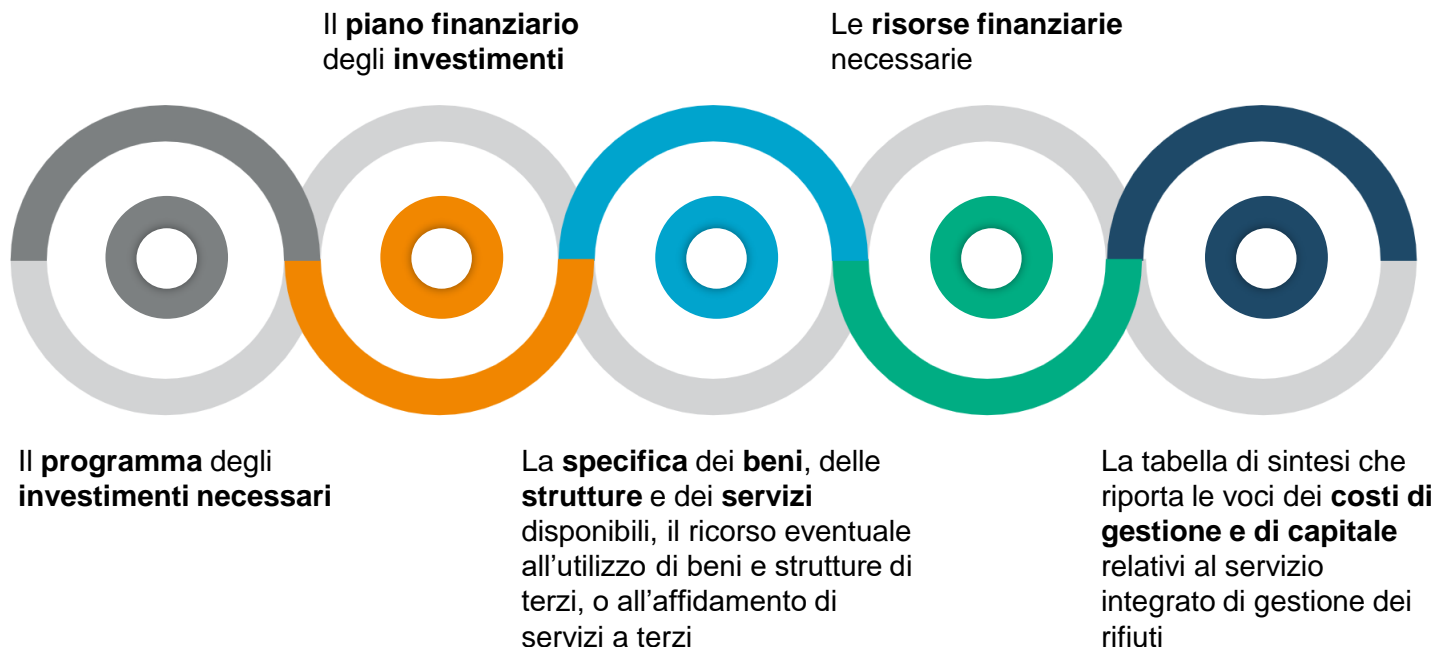 Il piano finanziario
degli investimenti
Le risorse finanziarie
necessarie
Il programma degli
investimenti necessari
La specifica dei beni, delle
strutture e dei servizi
disponibili, il ricorso eventuale
all’utilizzo di beni e strutture di
terzi, o all’affidamento di
servizi a terzi
La tabella di sintesi che
riporta le voci dei costi di
gestione e di capitale
relativi al servizio
integrato di gestione dei
rifiuti